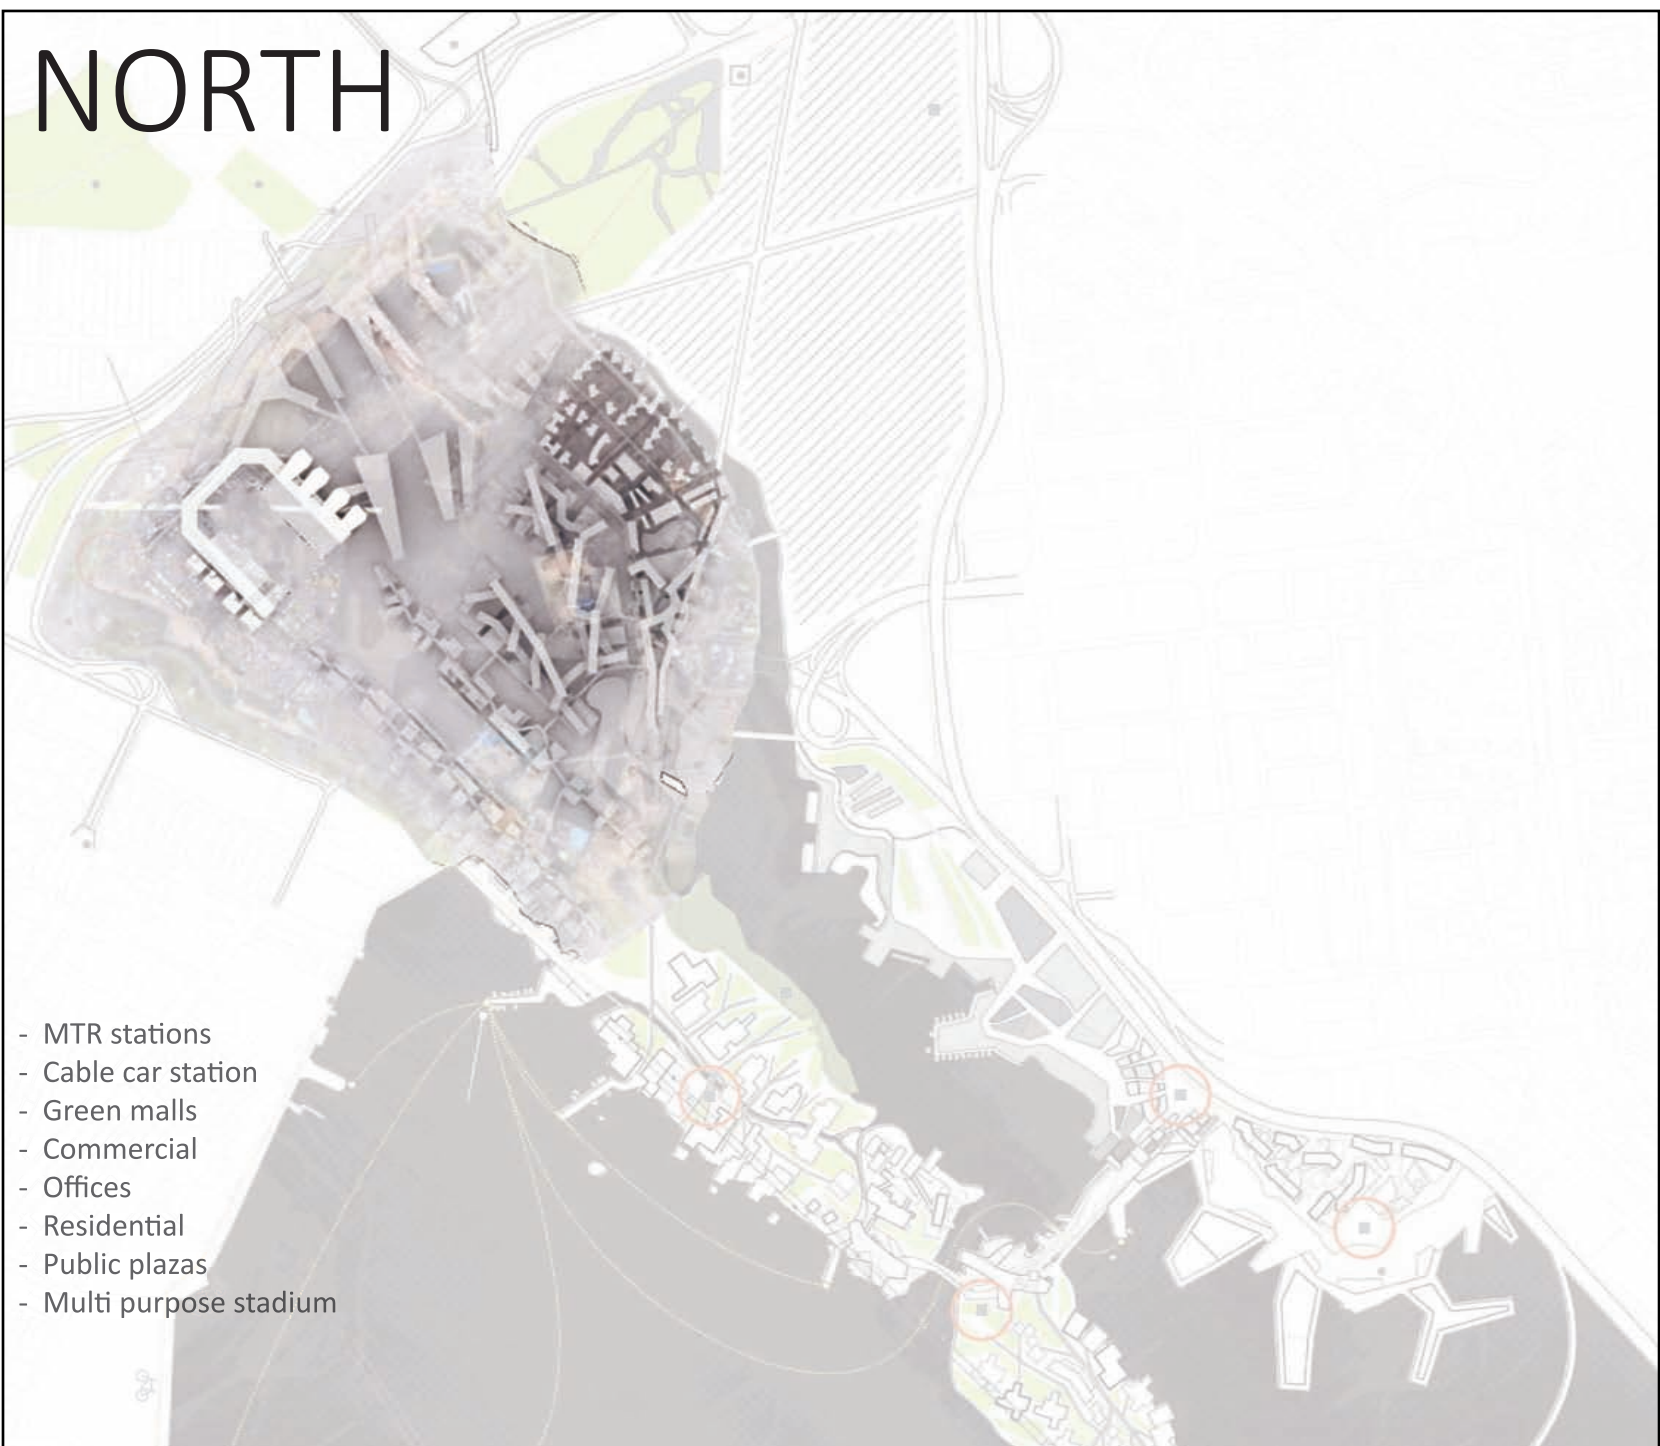 NORTH
- MTR stations
- Cable car station
- Green malls
- Commercial
- Offices
- Residential
- Public plazas
- Multi purpose stadium